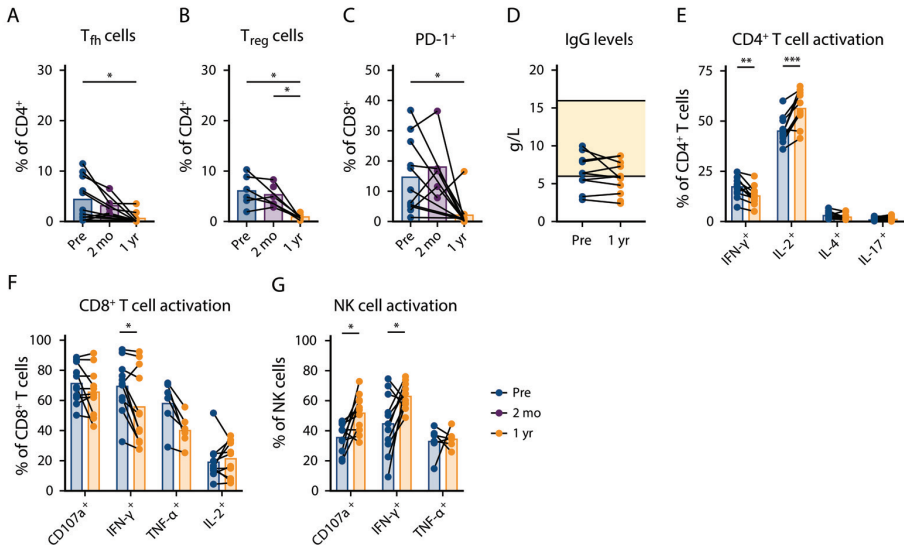 A
T_fh cells
% of CD4⁺
30
20
10
0
*
Pre
2 mo
1 yr
B
T_reg cells
% of CD4⁺
30
20
10
0
*
*
Pre
2 mo
1 yr
C
PD-1⁺
% of CD8⁺
50
40
30
20
10
0
*
Pre
2 mo
1 yr
D
IgG levels
g/L
20
15
10
5
0
Pre
1 yr
E
CD4⁺ T cell activation
% of CD4⁺ T cells
75
50
25
0
**
***
IFN-γ⁺
IL-2⁺
IL-4⁺
IL-17⁺
F
CD8⁺ T cell activation
% of CD8⁺ T cells
100
80
60
40
20
0
*
CD107a⁺
IFN-γ⁺
TNF-α⁺
IL-2⁺
G
NK cell activation
% of NK cells
100
80
60
40
20
0
*
*
CD107a⁺
IFN-γ⁺
TNF-α⁺
Pre
2 mo
1 yr